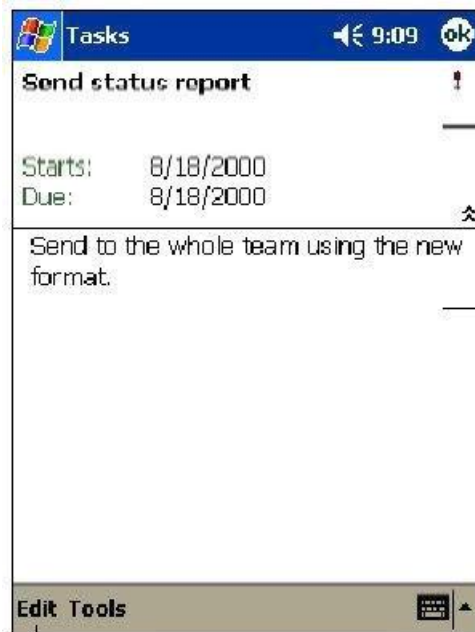 Tasks 9:09 ok
Send status report
Starts: 8/18/2000
Due: 8/18/2000
Send to the whole team using the new
format.
Edit Tools